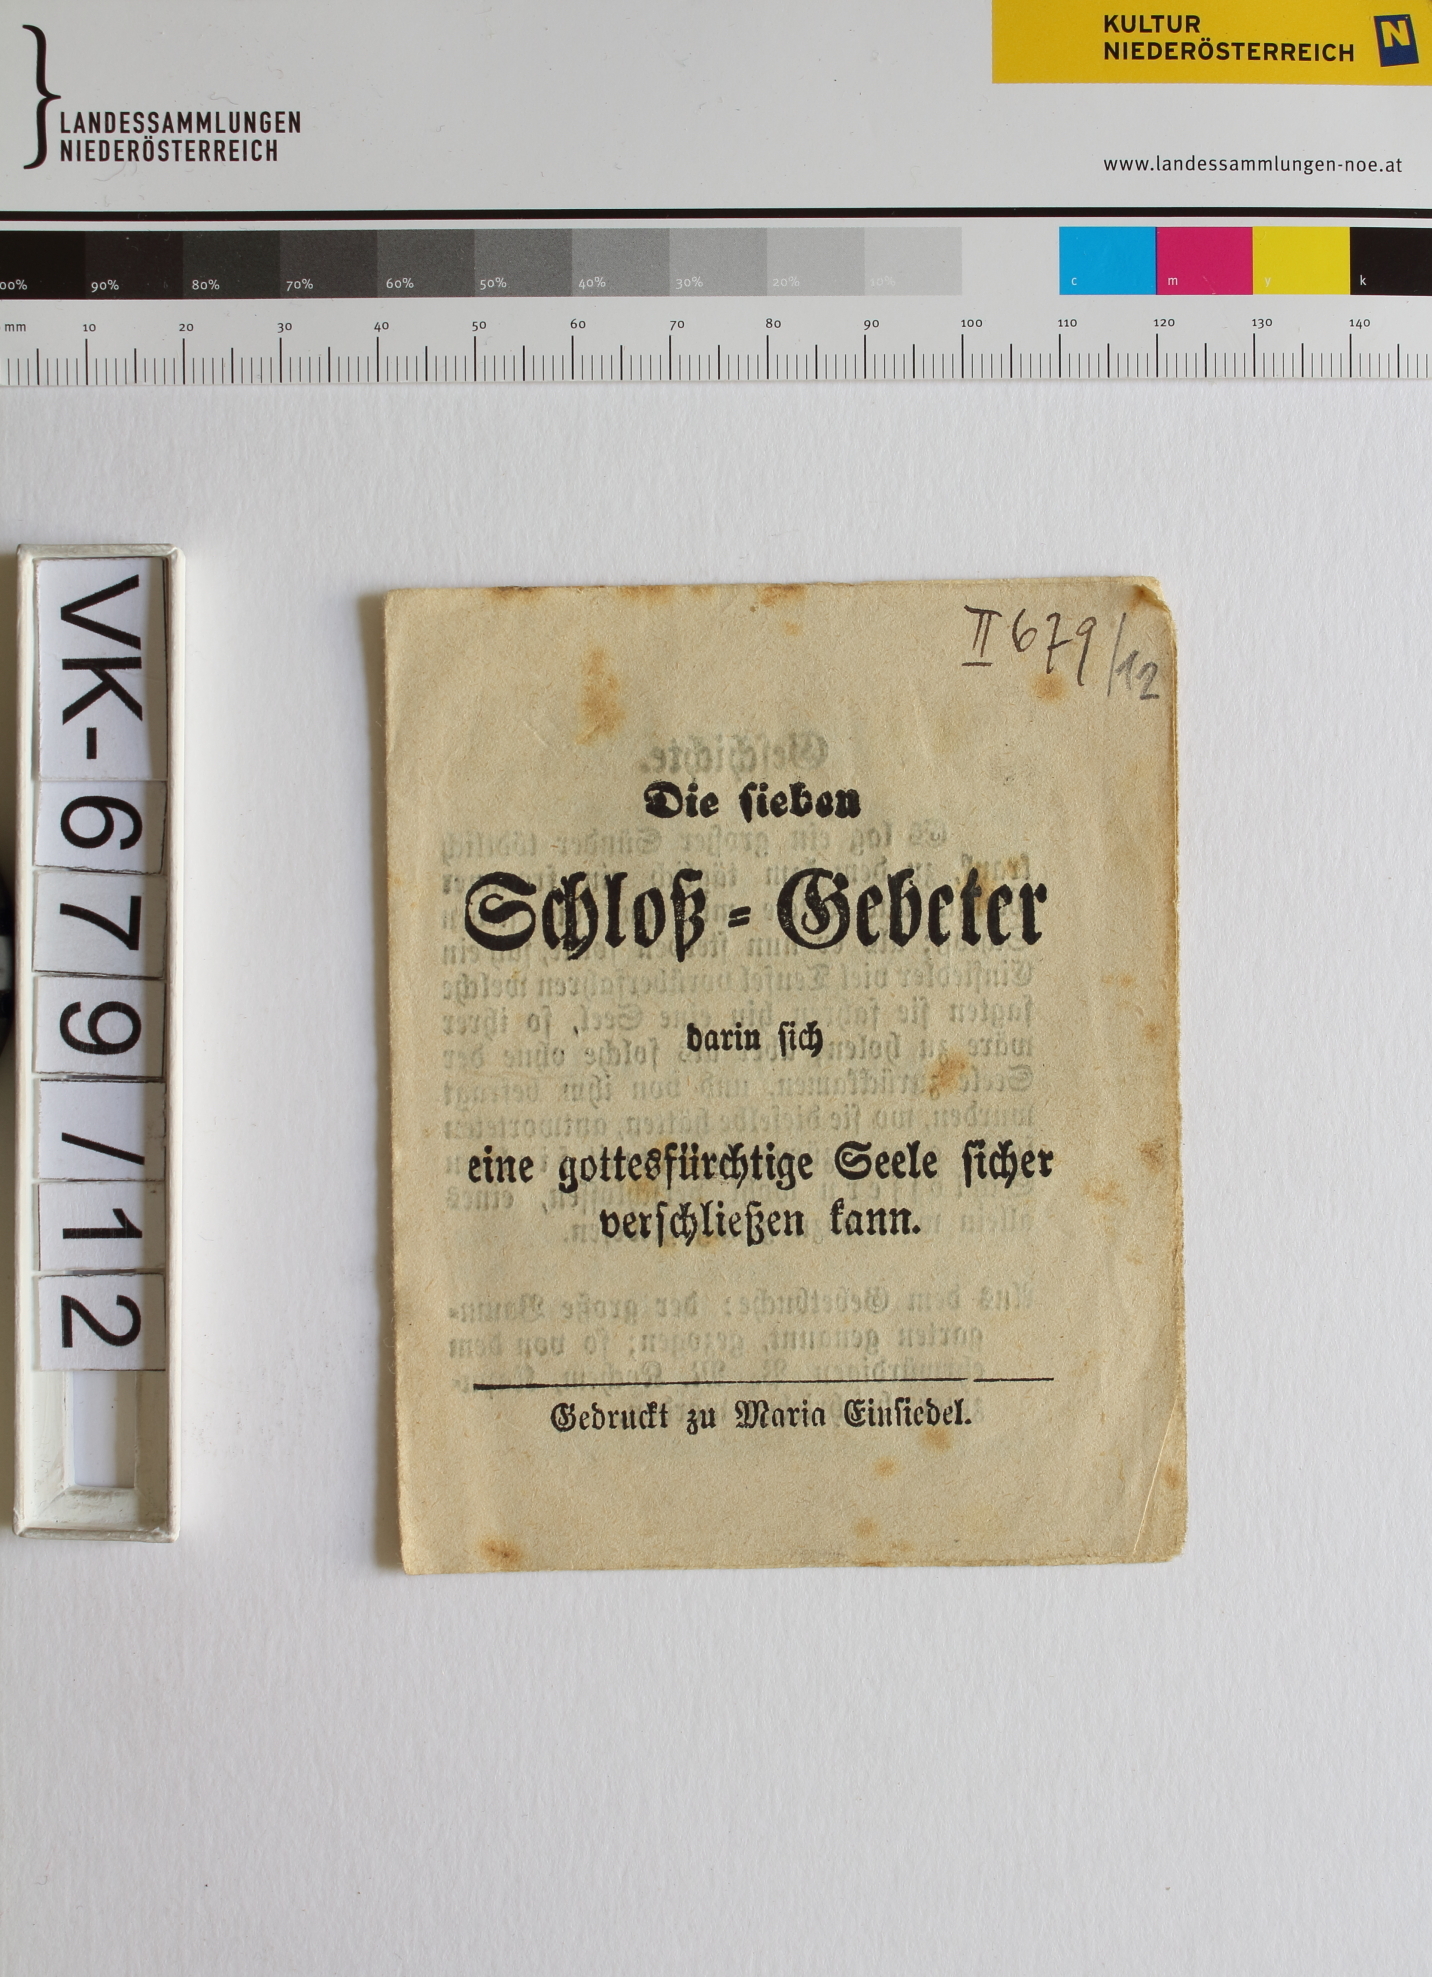 KULTUR
NIEDERÖSTERREICH
N
LANDESSAMMLUNGEN
NIEDERÖSTERREICH
www.landessammlungen-noe.at
00% 90% 80% 70% 60% 50% 40% 30% 20% 10% c m y k
mm 10 20 30 40 50 60 70 80 90 100 110 120 130 140
VK-679/12
II 679/12
Die sieben
Schloß-Gebeter
darin sich
eine gottesfürchtige Seele sicher
verschließen kann.
Gedruckt zu Maria Einsiedel.